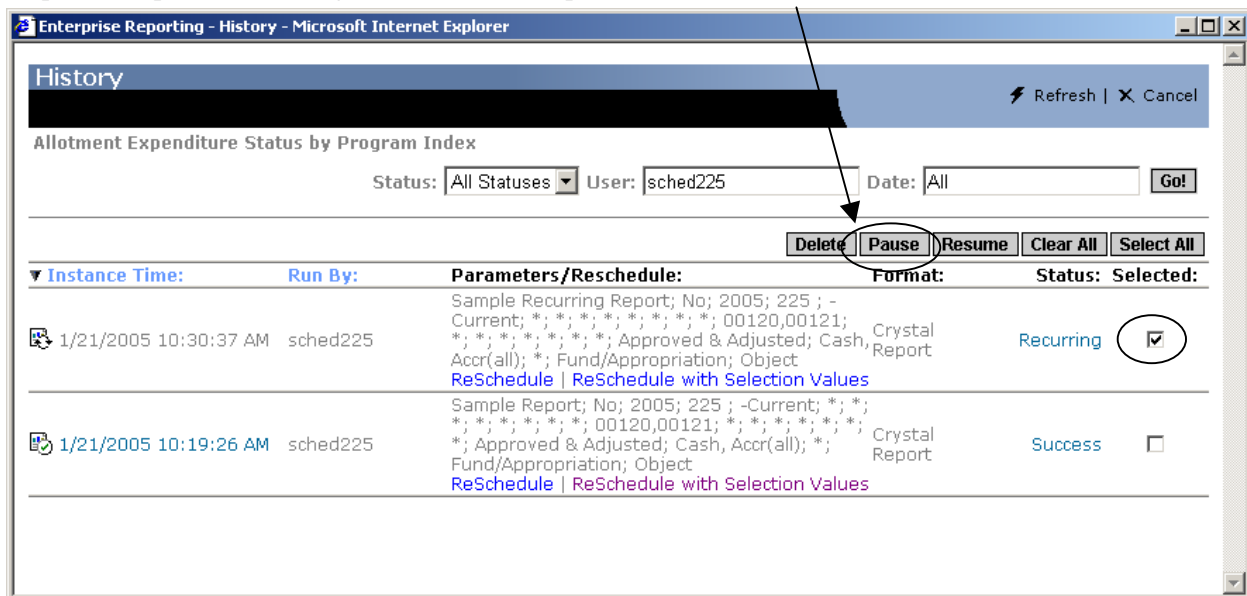 Enterprise Reporting - History - Microsoft Internet Explorer
History
Refresh | Cancel
Allotment Expenditure Status by Program Index
Status: All Statuses User: sched225 Date: All Go!
Delete Pause Resume Clear All Select All
Instance Time: Run By: Parameters/Reschedule: Format: Status: Selected:
Sample Recurring Report; No; 2005; 225 ; -
Current; *; *; *; *; *; *; *; *; 00120,00121;
*; *; *; *; *; *; *; Approved & Adjusted; Cash,
Accr(all); *; Fund/Appropriation; Object
1/21/2005 10:30:37 AM sched225 Crystal Report Recurring
ReSchedule | ReSchedule with Selection Values
Sample Report; No; 2005; 225 ; -Current; *; *;
*; *; *; *; *; *; 00120,00121; *; *; *; *; *; *;
*; Approved & Adjusted; Cash, Accr(all); *;
Fund/Appropriation; Object
1/21/2005 10:19:26 AM sched225 Crystal Report Success
ReSchedule | ReSchedule with Selection Values